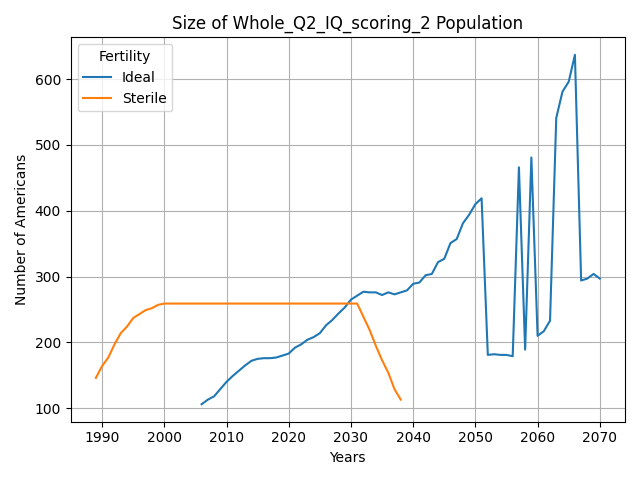 Size of Whole_Q2_IQ_scoring_2 Population
Fertility
Ideal
Sterile
Number of Americans
600
500
400
300
200
100
1990 2000 2010 2020 2030 2040 2050 2060 2070
Years